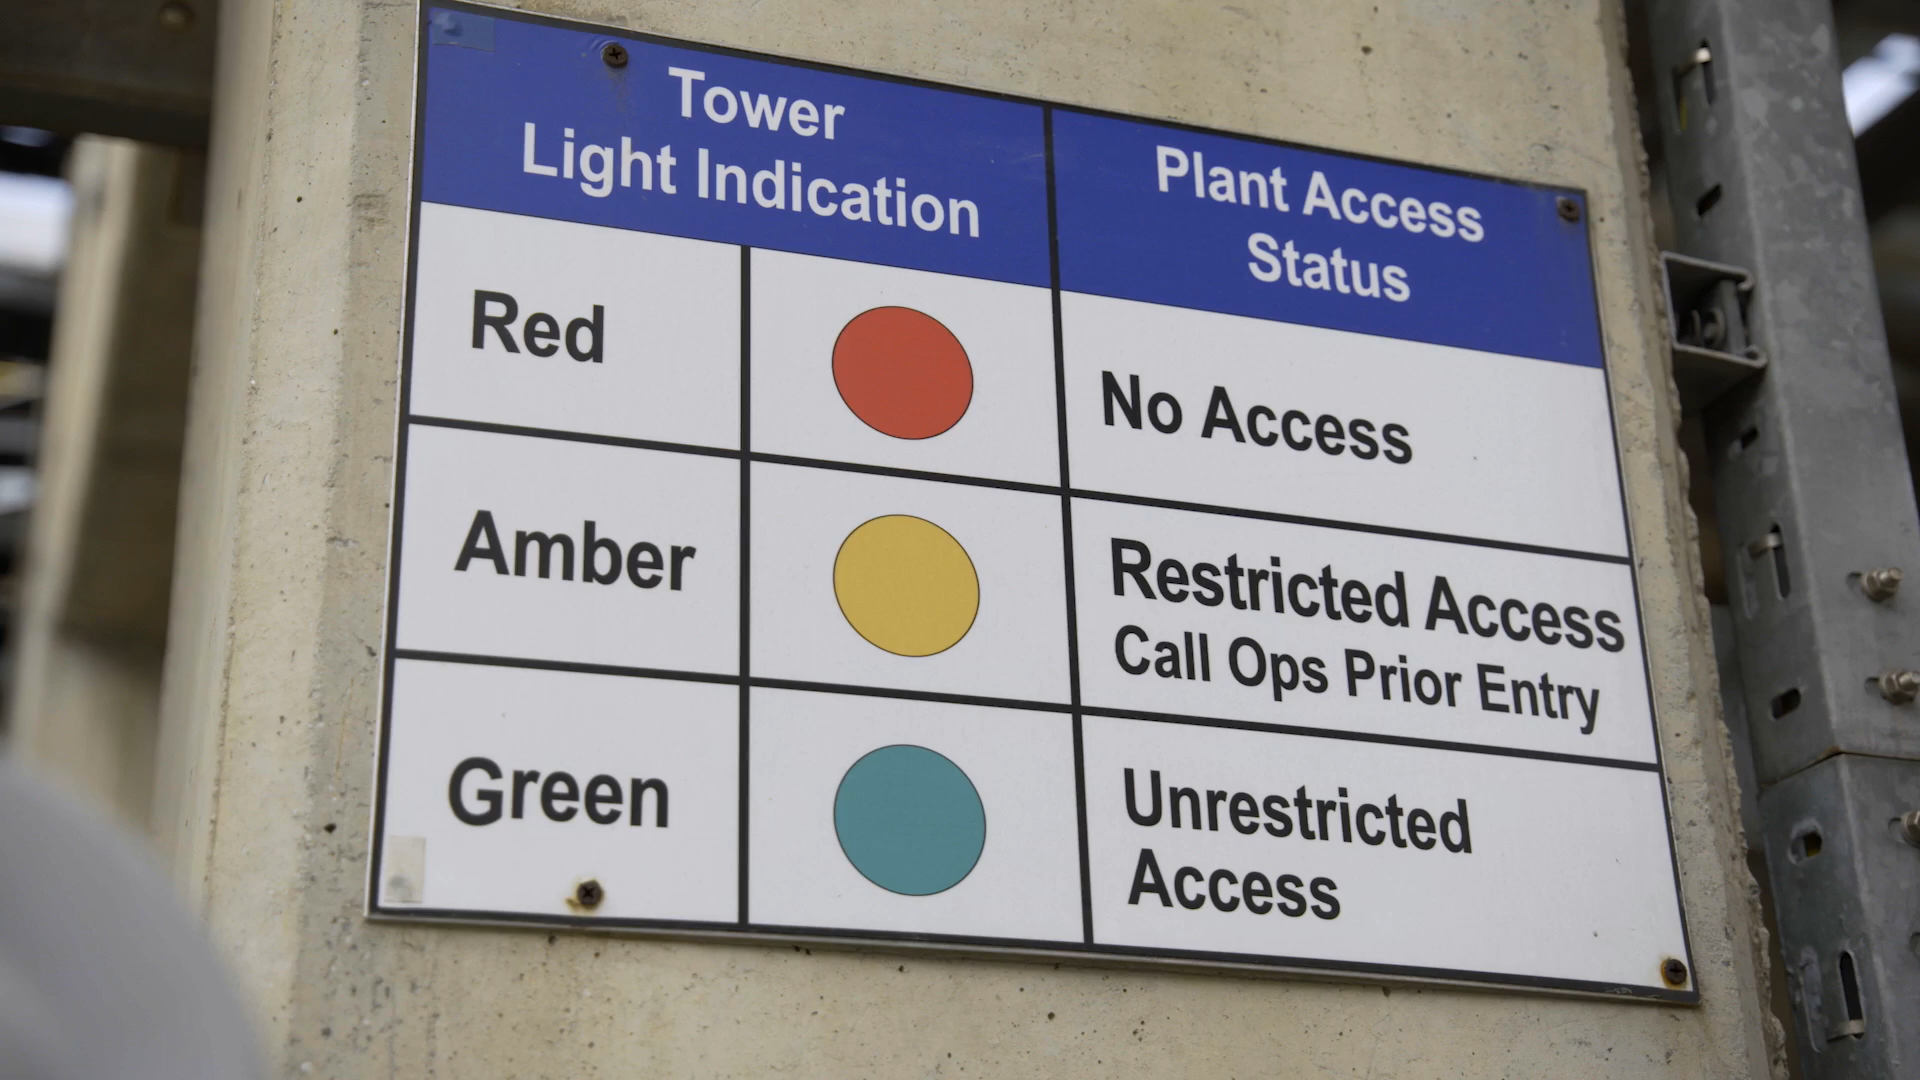 Tower
Light Indication
Plant Access
Status
Red
No Access
Amber
Restricted Access
Call Ops Prior Entry
Green
Unrestricted
Access